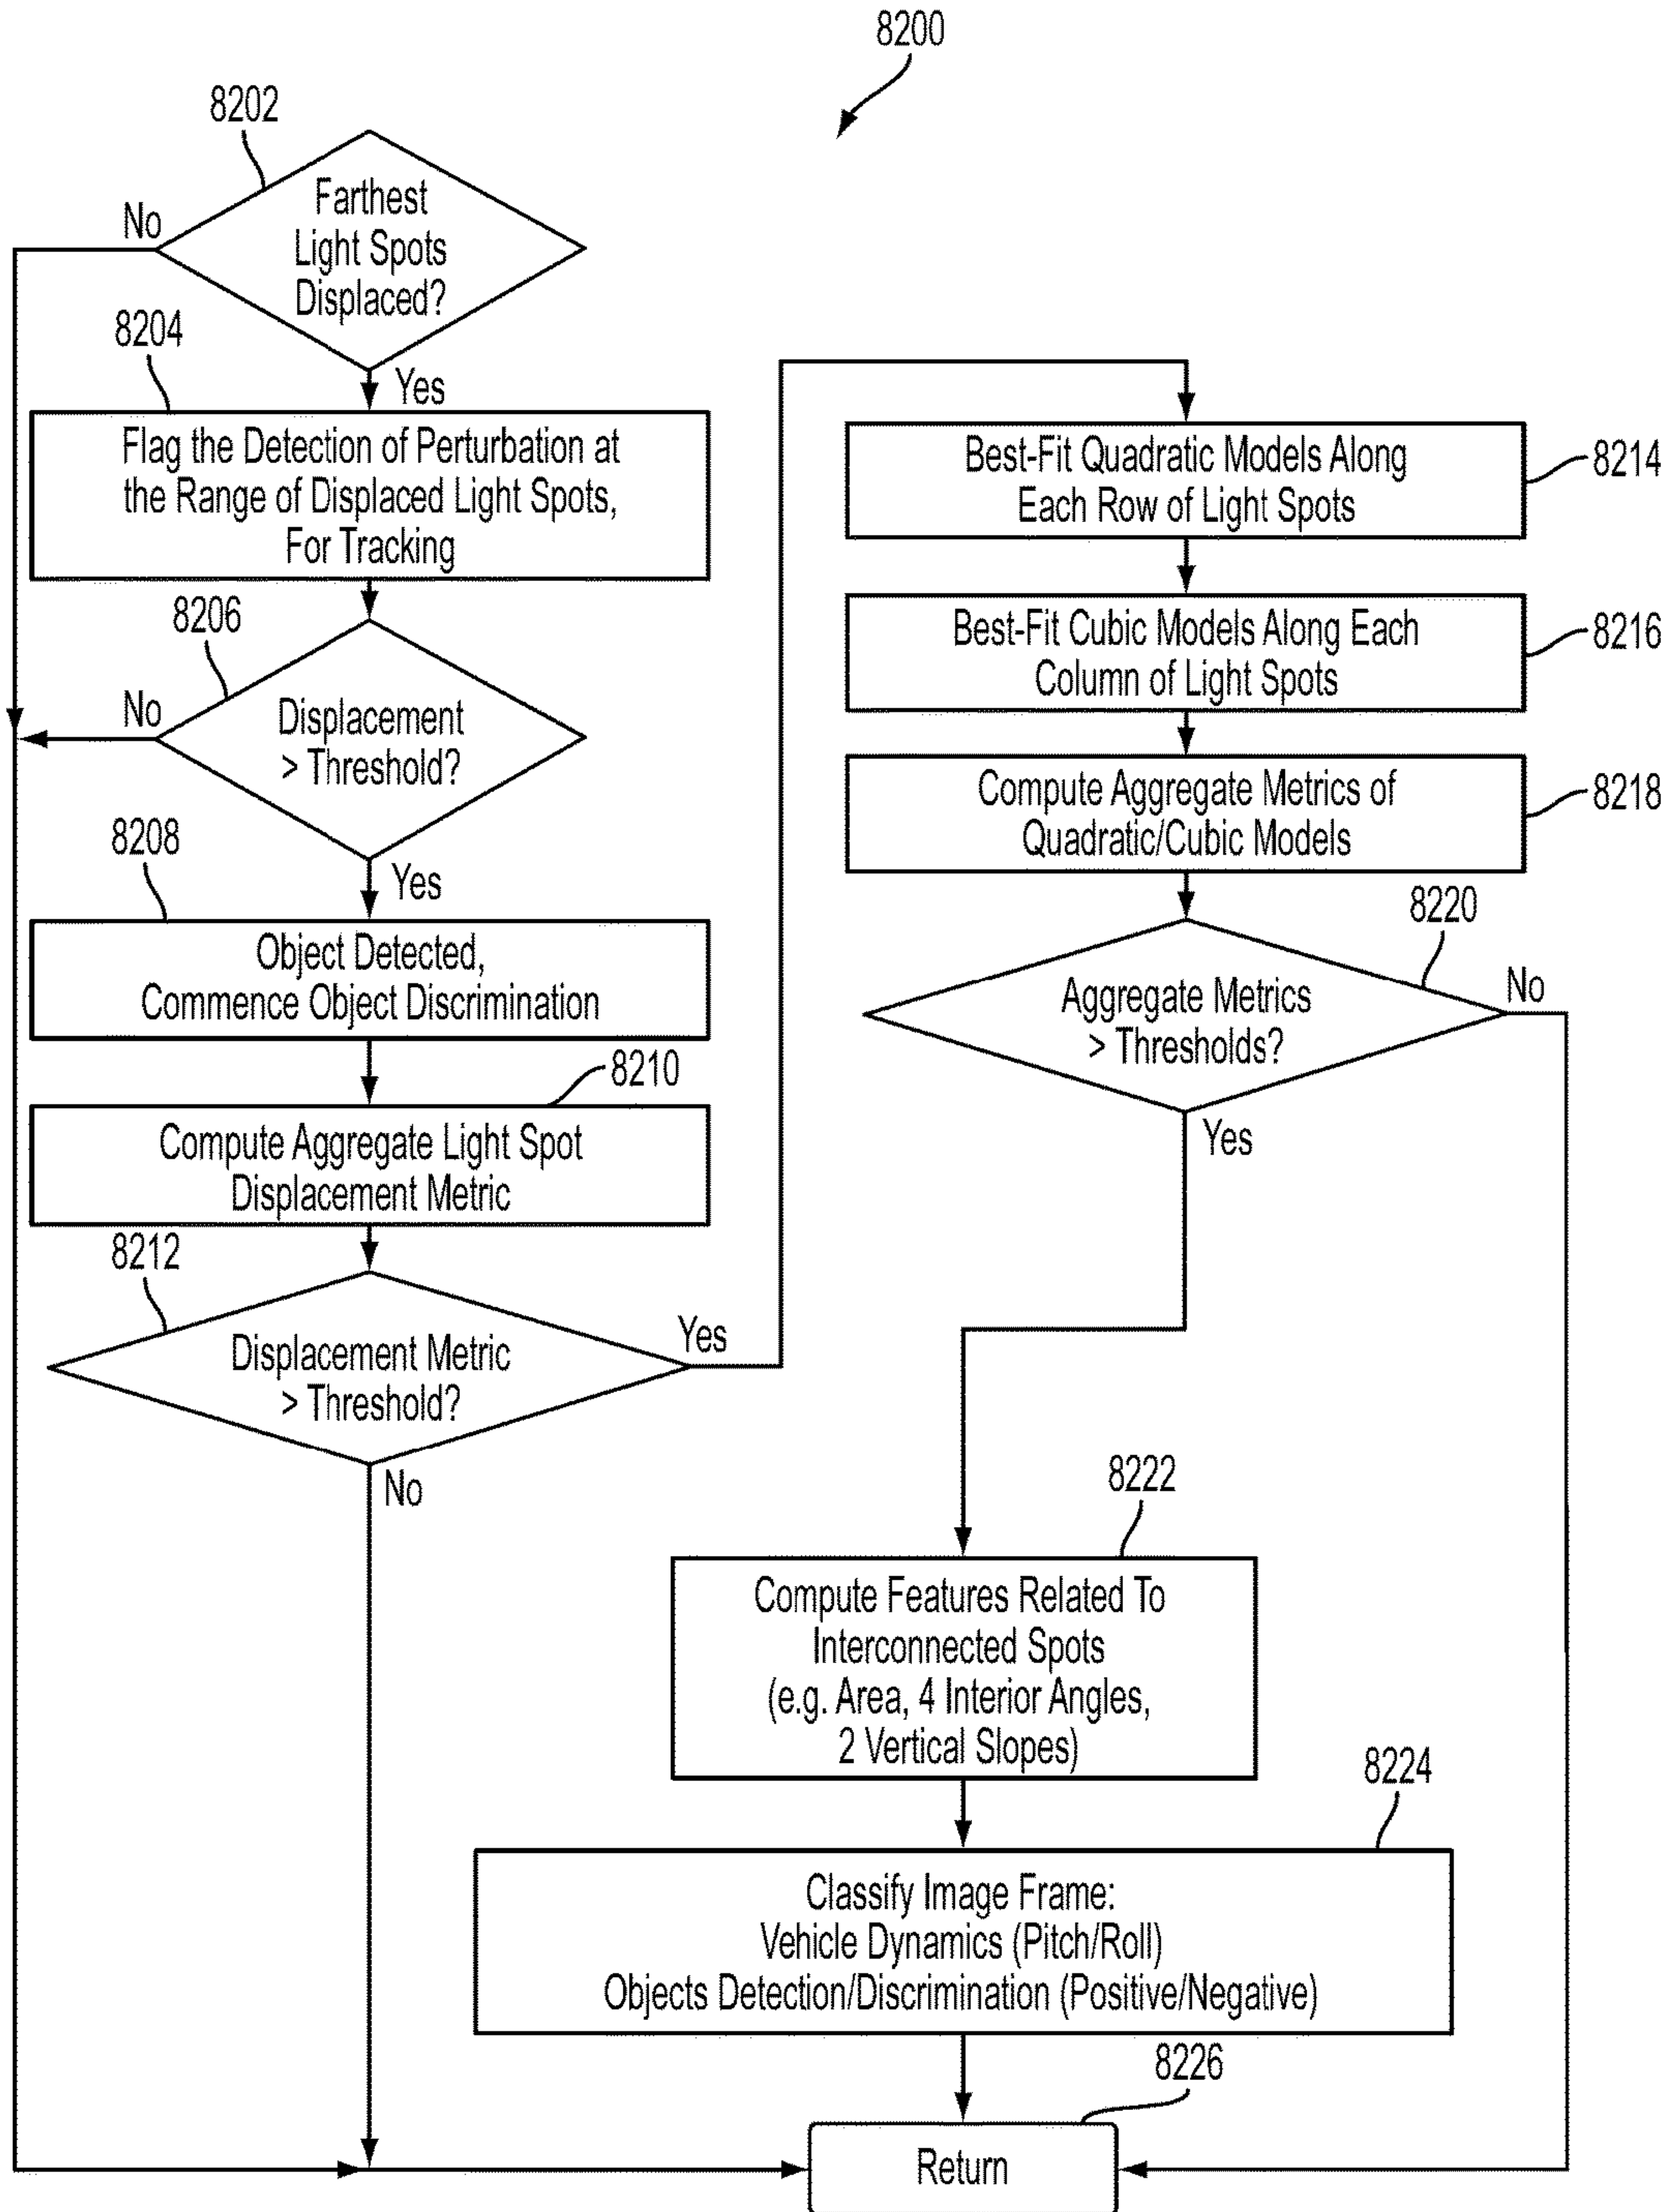 8200
8202
Farthest
Light Spots
Displaced?
No
Yes
8204
Flag the Detection of Perturbation at
the Range of Displaced Light Spots,
For Tracking
8206
Displacement
> Threshold?
No
Yes
8208
Object Detected,
Commence Object Discrimination
8210
Compute Aggregate Light Spot
Displacement Metric
8212
Displacement Metric
> Threshold?
Yes
No
Best-Fit Quadratic Models Along
Each Row of Light Spots
8214
Best-Fit Cubic Models Along Each
Column of Light Spots
8216
Compute Aggregate Metrics of
Quadratic/Cubic Models
8218
8220
Aggregate Metrics
> Thresholds?
No
Yes
8222
Compute Features Related To
Interconnected Spots
(e.g. Area, 4 Interior Angles,
2 Vertical Slopes)
8224
Classify Image Frame:
Vehicle Dynamics (Pitch/Roll)
Objects Detection/Discrimination (Positive/Negative)
8226
Return